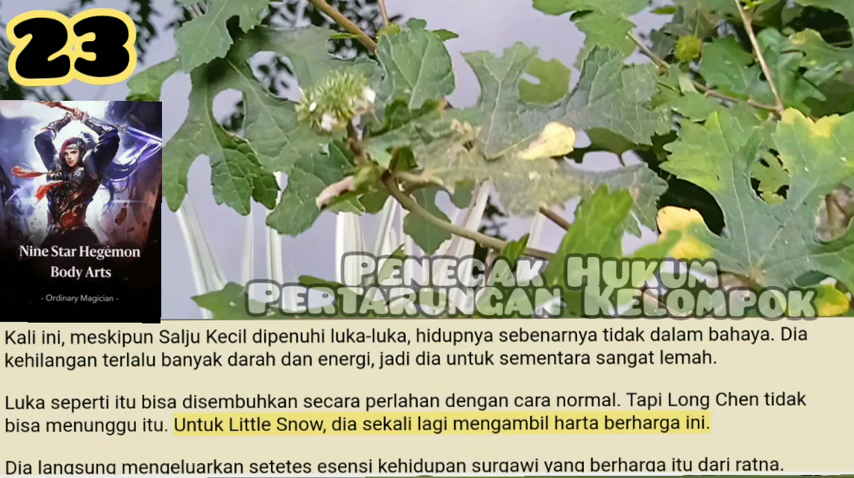 23
Nine Star Hegemon
Body Arts
- Ordinary Magician -
Penegak Hukum
Pertarungan Kelompok
Kali ini, meskipun Salju Kecil dipenuhi luka-luka, hidupnya sebenarnya tidak dalam bahaya. Dia
kehilangan terlalu banyak darah dan energi, jadi dia untuk sementara sangat lemah.
Luka seperti itu bisa disembuhkan secara perlahan dengan cara normal. Tapi Long Chen tidak
bisa menunggu itu. Untuk Little Snow, dia sekali lagi mengambil harta berharga ini.
Dia langsung mengeluarkan setetes esensi kehidupan surgawi yang berharga itu dari ratna.